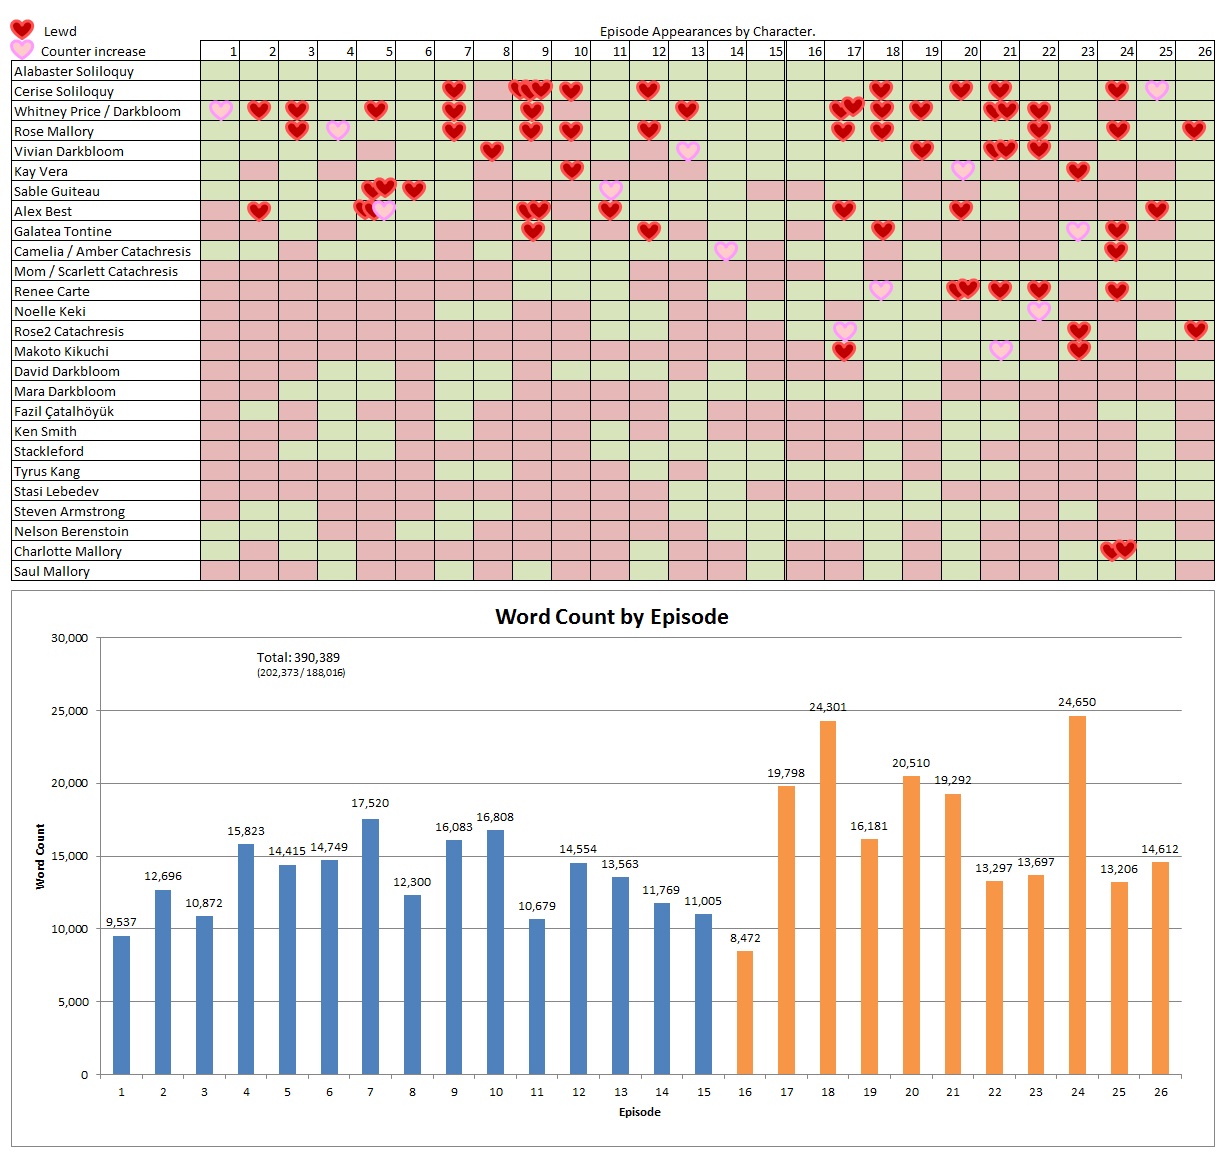 Lewd
Episode Appearances by Character.
Counter increase
1 2 3 4 5 6 7 8 9 10 11 12 13 14 15 16 17 18 19 20 21 22 23 24 25 26
Alabaster Soliloquy
Cerise Soliloquy
Whitney Price / Darkbloom
Rose Mallory
Vivian Darkbloom
Kay Vera
Sable Guiteau
Alex Best
Galatea Tontine
Camelia / Amber Catachresis
Mom / Scarlett Catachresis
Renee Carte
Noelle Keki
Rose2 Catachresis
Makoto Kikuchi
David Darkbloom
Mara Darkbloom
Fazil Çatalhöyük
Ken Smith
Stackleford
Tyrus Kang
Stasi Lebedev
Steven Armstrong
Nelson Berenstoin
Charlotte Mallory
Saul Mallory
Word Count by Episode
Total: 390,389
(202,373 / 188,016)
Word Count
30,000
25,000
20,000
15,000
10,000
5,000
0
9,537
12,696
10,872
15,823
14,415
14,749
17,520
12,300
16,083
16,808
10,679
14,554
13,563
11,769
11,005
8,472
19,798
24,301
16,181
20,510
19,292
13,297
13,697
24,650
13,206
14,612
1 2 3 4 5 6 7 8 9 10 11 12 13 14 15 16 17 18 19 20 21 22 23 24 25 26
Episode